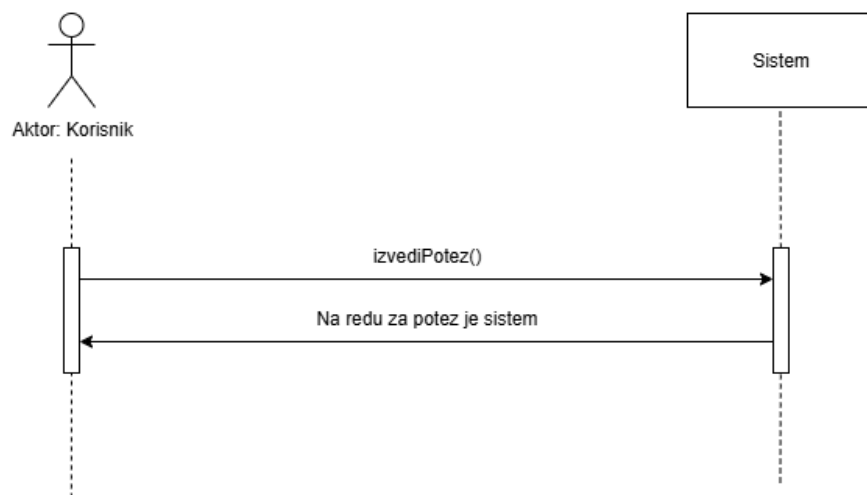 Sistem
Aktor: Korisnik
izvediPotez()
Na redu za potez je sistem